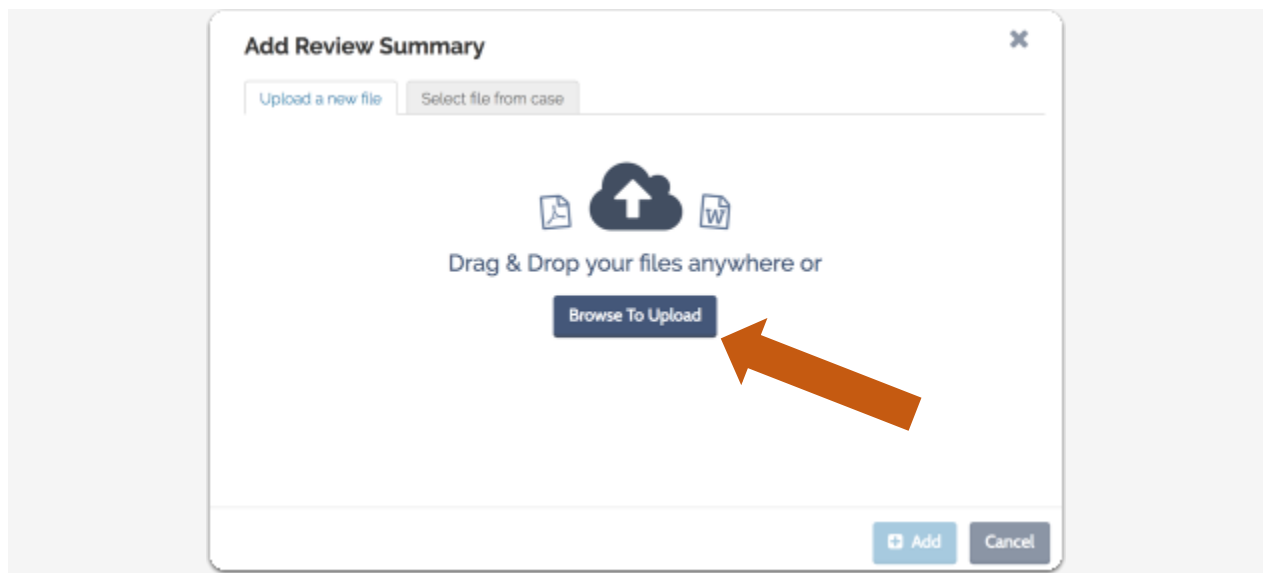 Add Review Summary
Upload a new file
Select file from case
W
Drag & Drop your files anywhere or
Browse To Upload
Add
Cancel